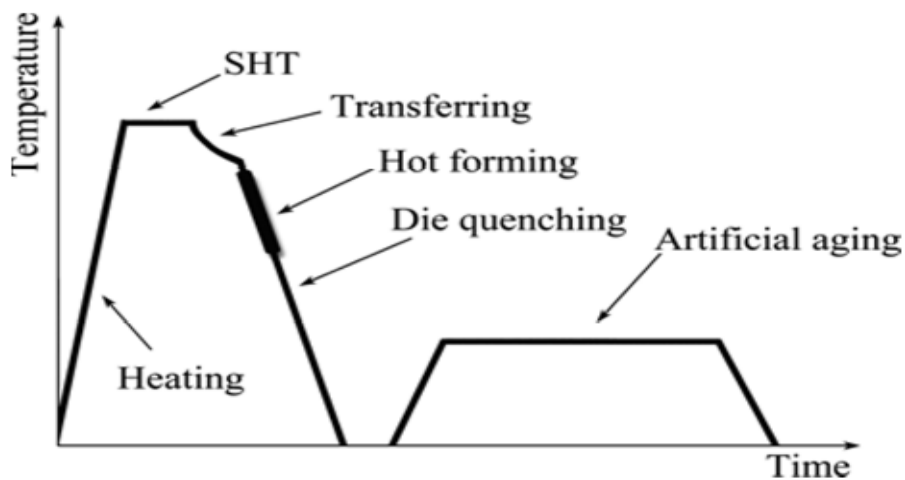 Temperature
SHT
Transferring
Hot forming
Die quenching
Artificial aging
Heating
Time